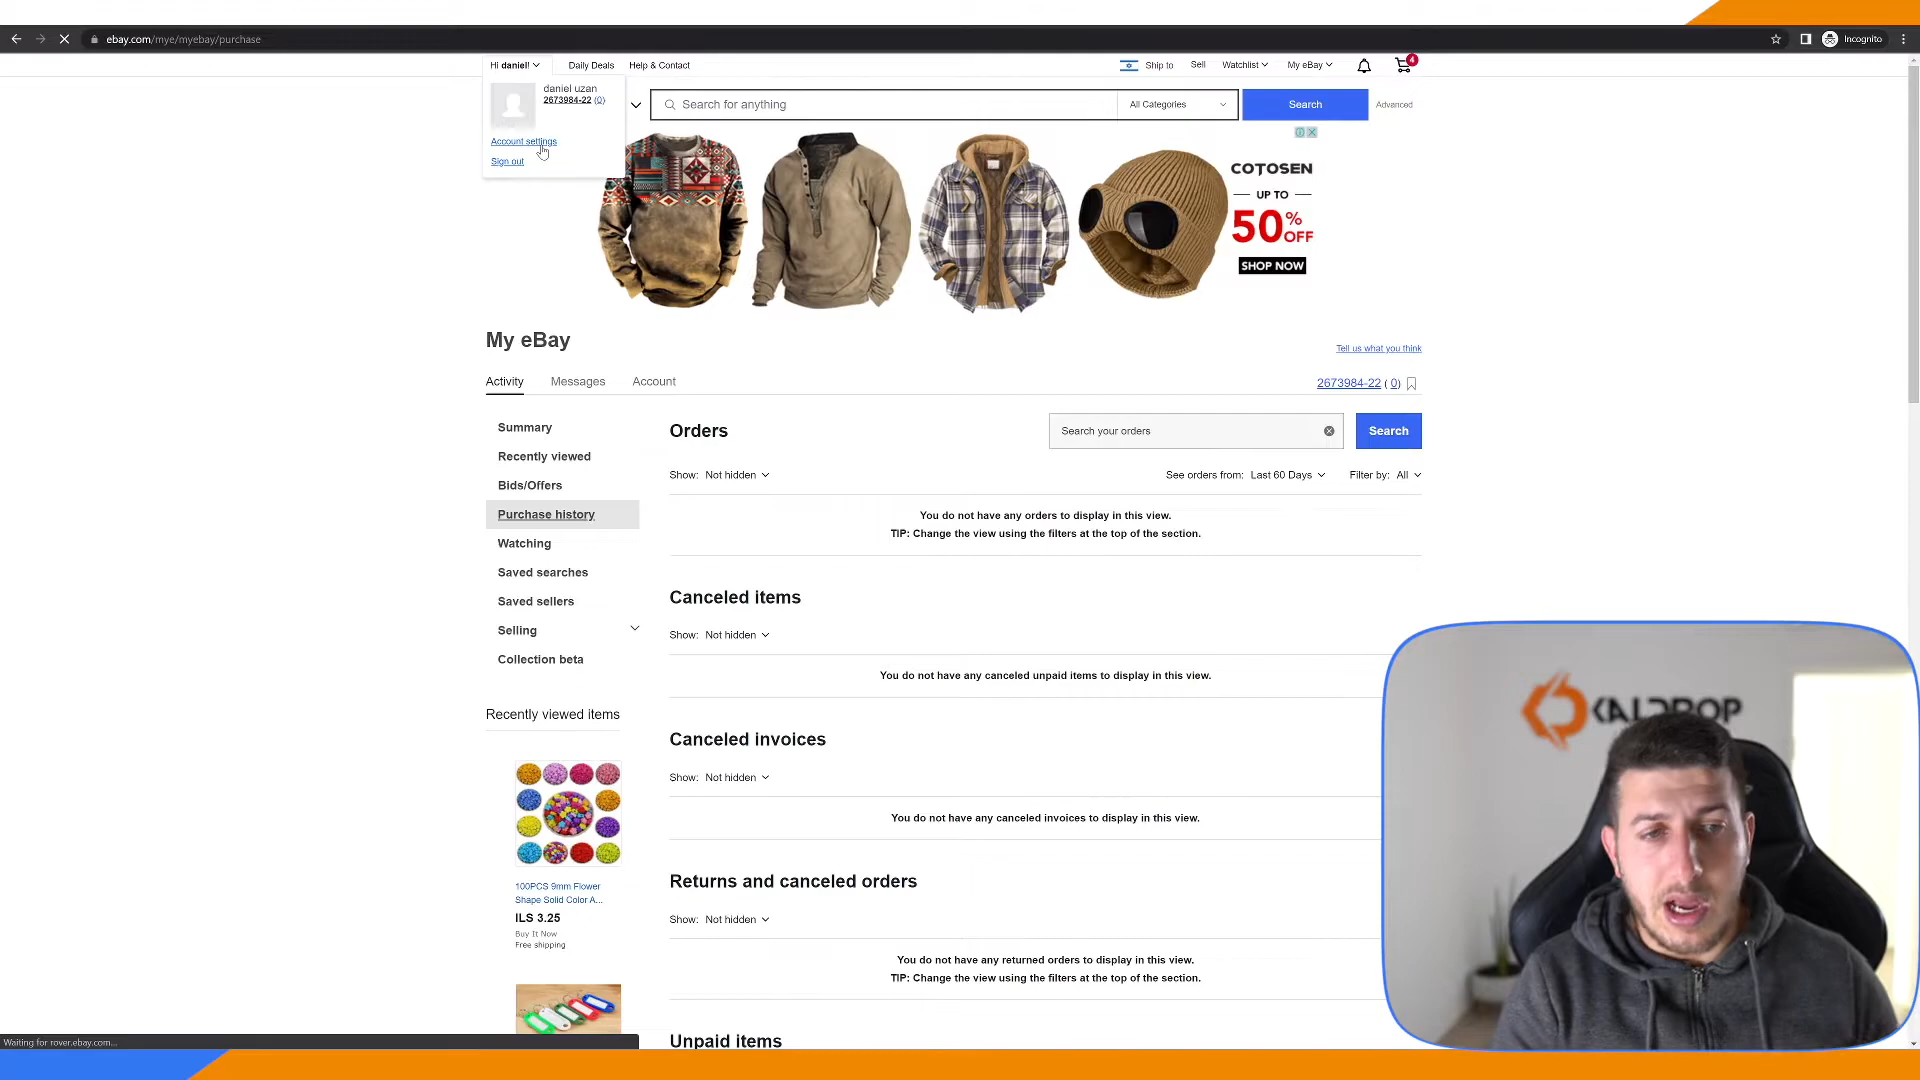 ebay.com/mye/myebay/purchase
Incognito
Hi daniel!
Daily Deals
Help & Contact
Ship to
Sell
Watchlist
My eBay
4
daniel uzan
2673984-22 (0)
Account settings
Sign out
Search for anything
All Categories
Search
Advanced
COTOSEN
UP TO
50% OFF
SHOP NOW
My eBay
Tell us what you think
Activity
Messages
Account
2673984-22 ( 0)
Summary
Recently viewed
Bids/Offers
Purchase history
Watching
Saved searches
Saved sellers
Selling
Collection beta
Orders
Search your orders
Search
Show: Not hidden
See orders from: Last 60 Days
Filter by: All
You do not have any orders to display in this view.
TIP: Change the view using the filters at the top of the section.
Canceled items
Show: Not hidden
You do not have any canceled unpaid items to display in this view.
Canceled invoices
Show: Not hidden
You do not have any canceled invoices to display in this view.
Returns and canceled orders
Show: Not hidden
You do not have any returned orders to display in this view.
TIP: Change the view using the filters at the top of the section.
Unpaid items
Recently viewed items
100PCS 9mm Flower
Shape Solid Color A...
ILS 3.25
Buy It Now
Free shipping
KALDROP
Waiting for rover.ebay.com...